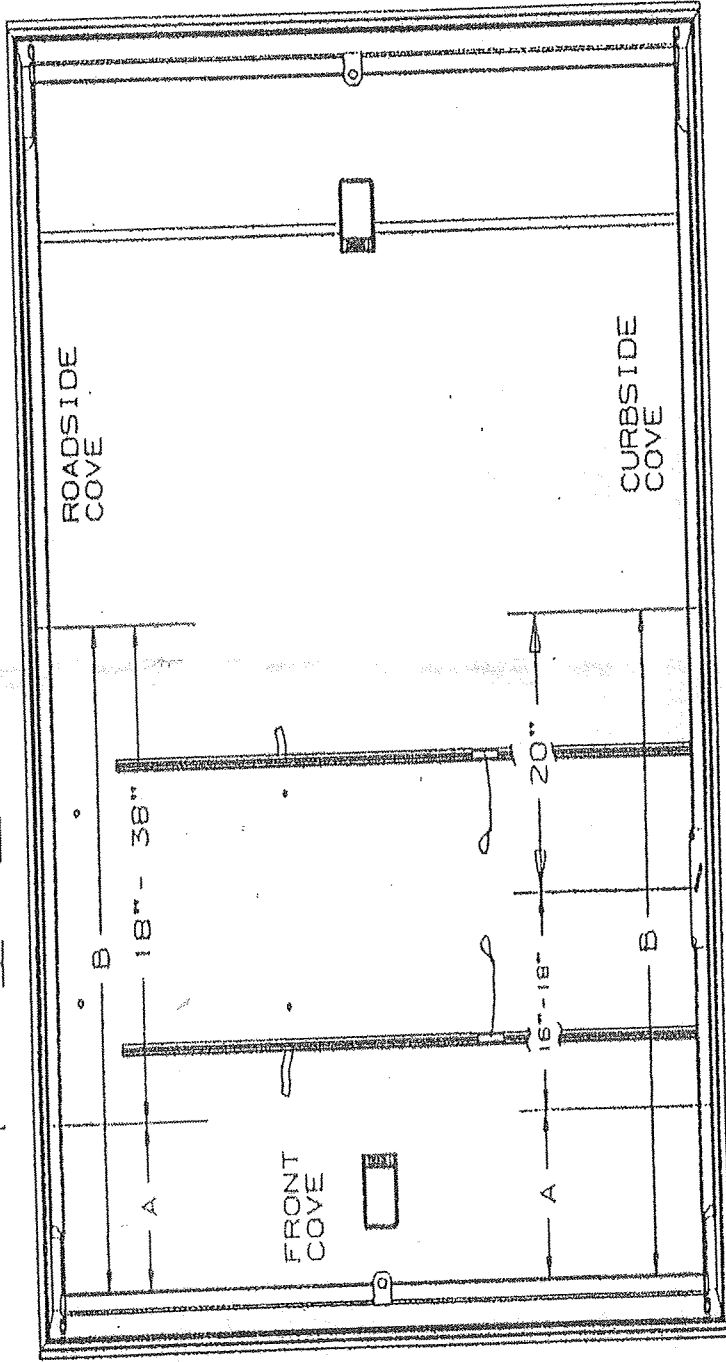 ROADSIDE
COVE
B
18"- 38"
A
FRONT
COVE
20"
16"-18"
A
B
CURBSIDE
COVE